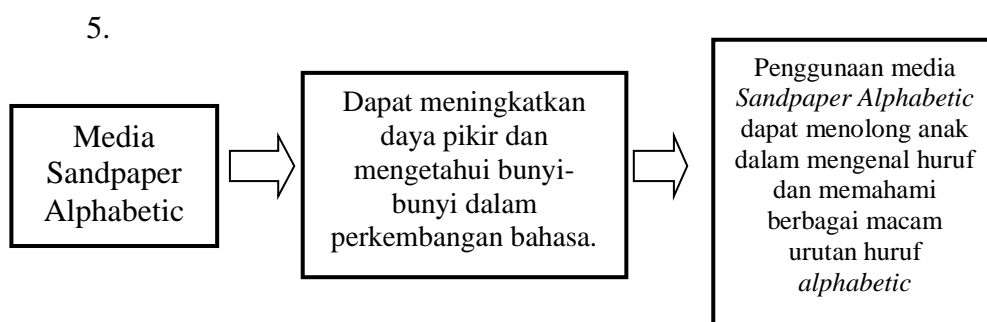 5.
Media
Sandpaper
Alphabetic
Dapat meningkatkan
daya pikir dan
mengetahui bunyi-
bunyi dalam
perkembangan bahasa.
Penggunaan media
Sandpaper Alphabetic
dapat menolong anak
dalam mengenal huruf
dan memahami
berbagai macam
urutan huruf
alphabetic